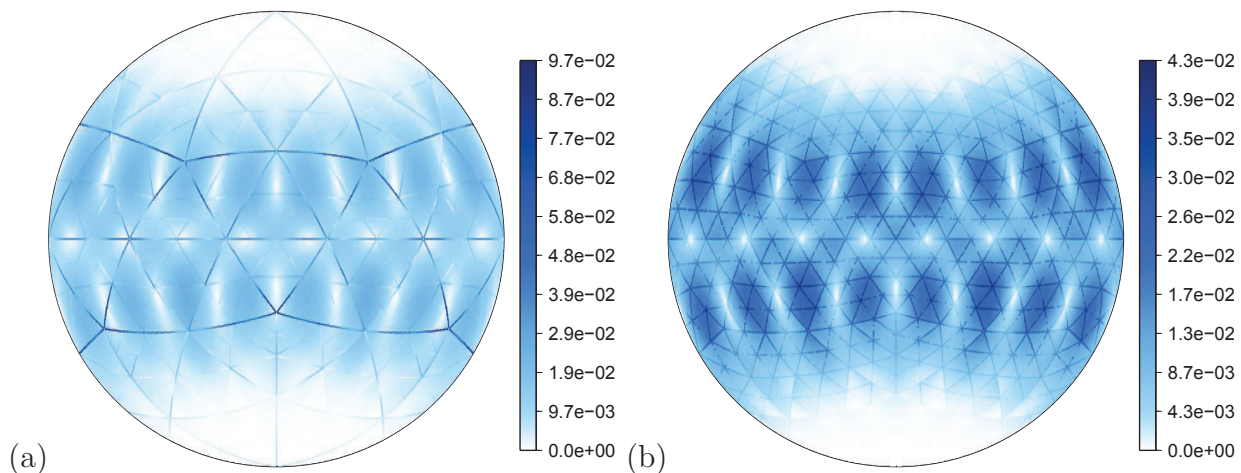 9.7e−02
8.7e−02
7.7e−02
6.8e−02
5.8e−02
4.8e−02
3.9e−02
2.9e−02
1.9e−02
9.7e−03
0.0e+00
(a)
4.3e−02
3.9e−02
3.5e−02
3.0e−02
2.6e−02
2.2e−02
1.7e−02
1.3e−02
8.7e−03
4.3e−03
0.0e+00
(b)